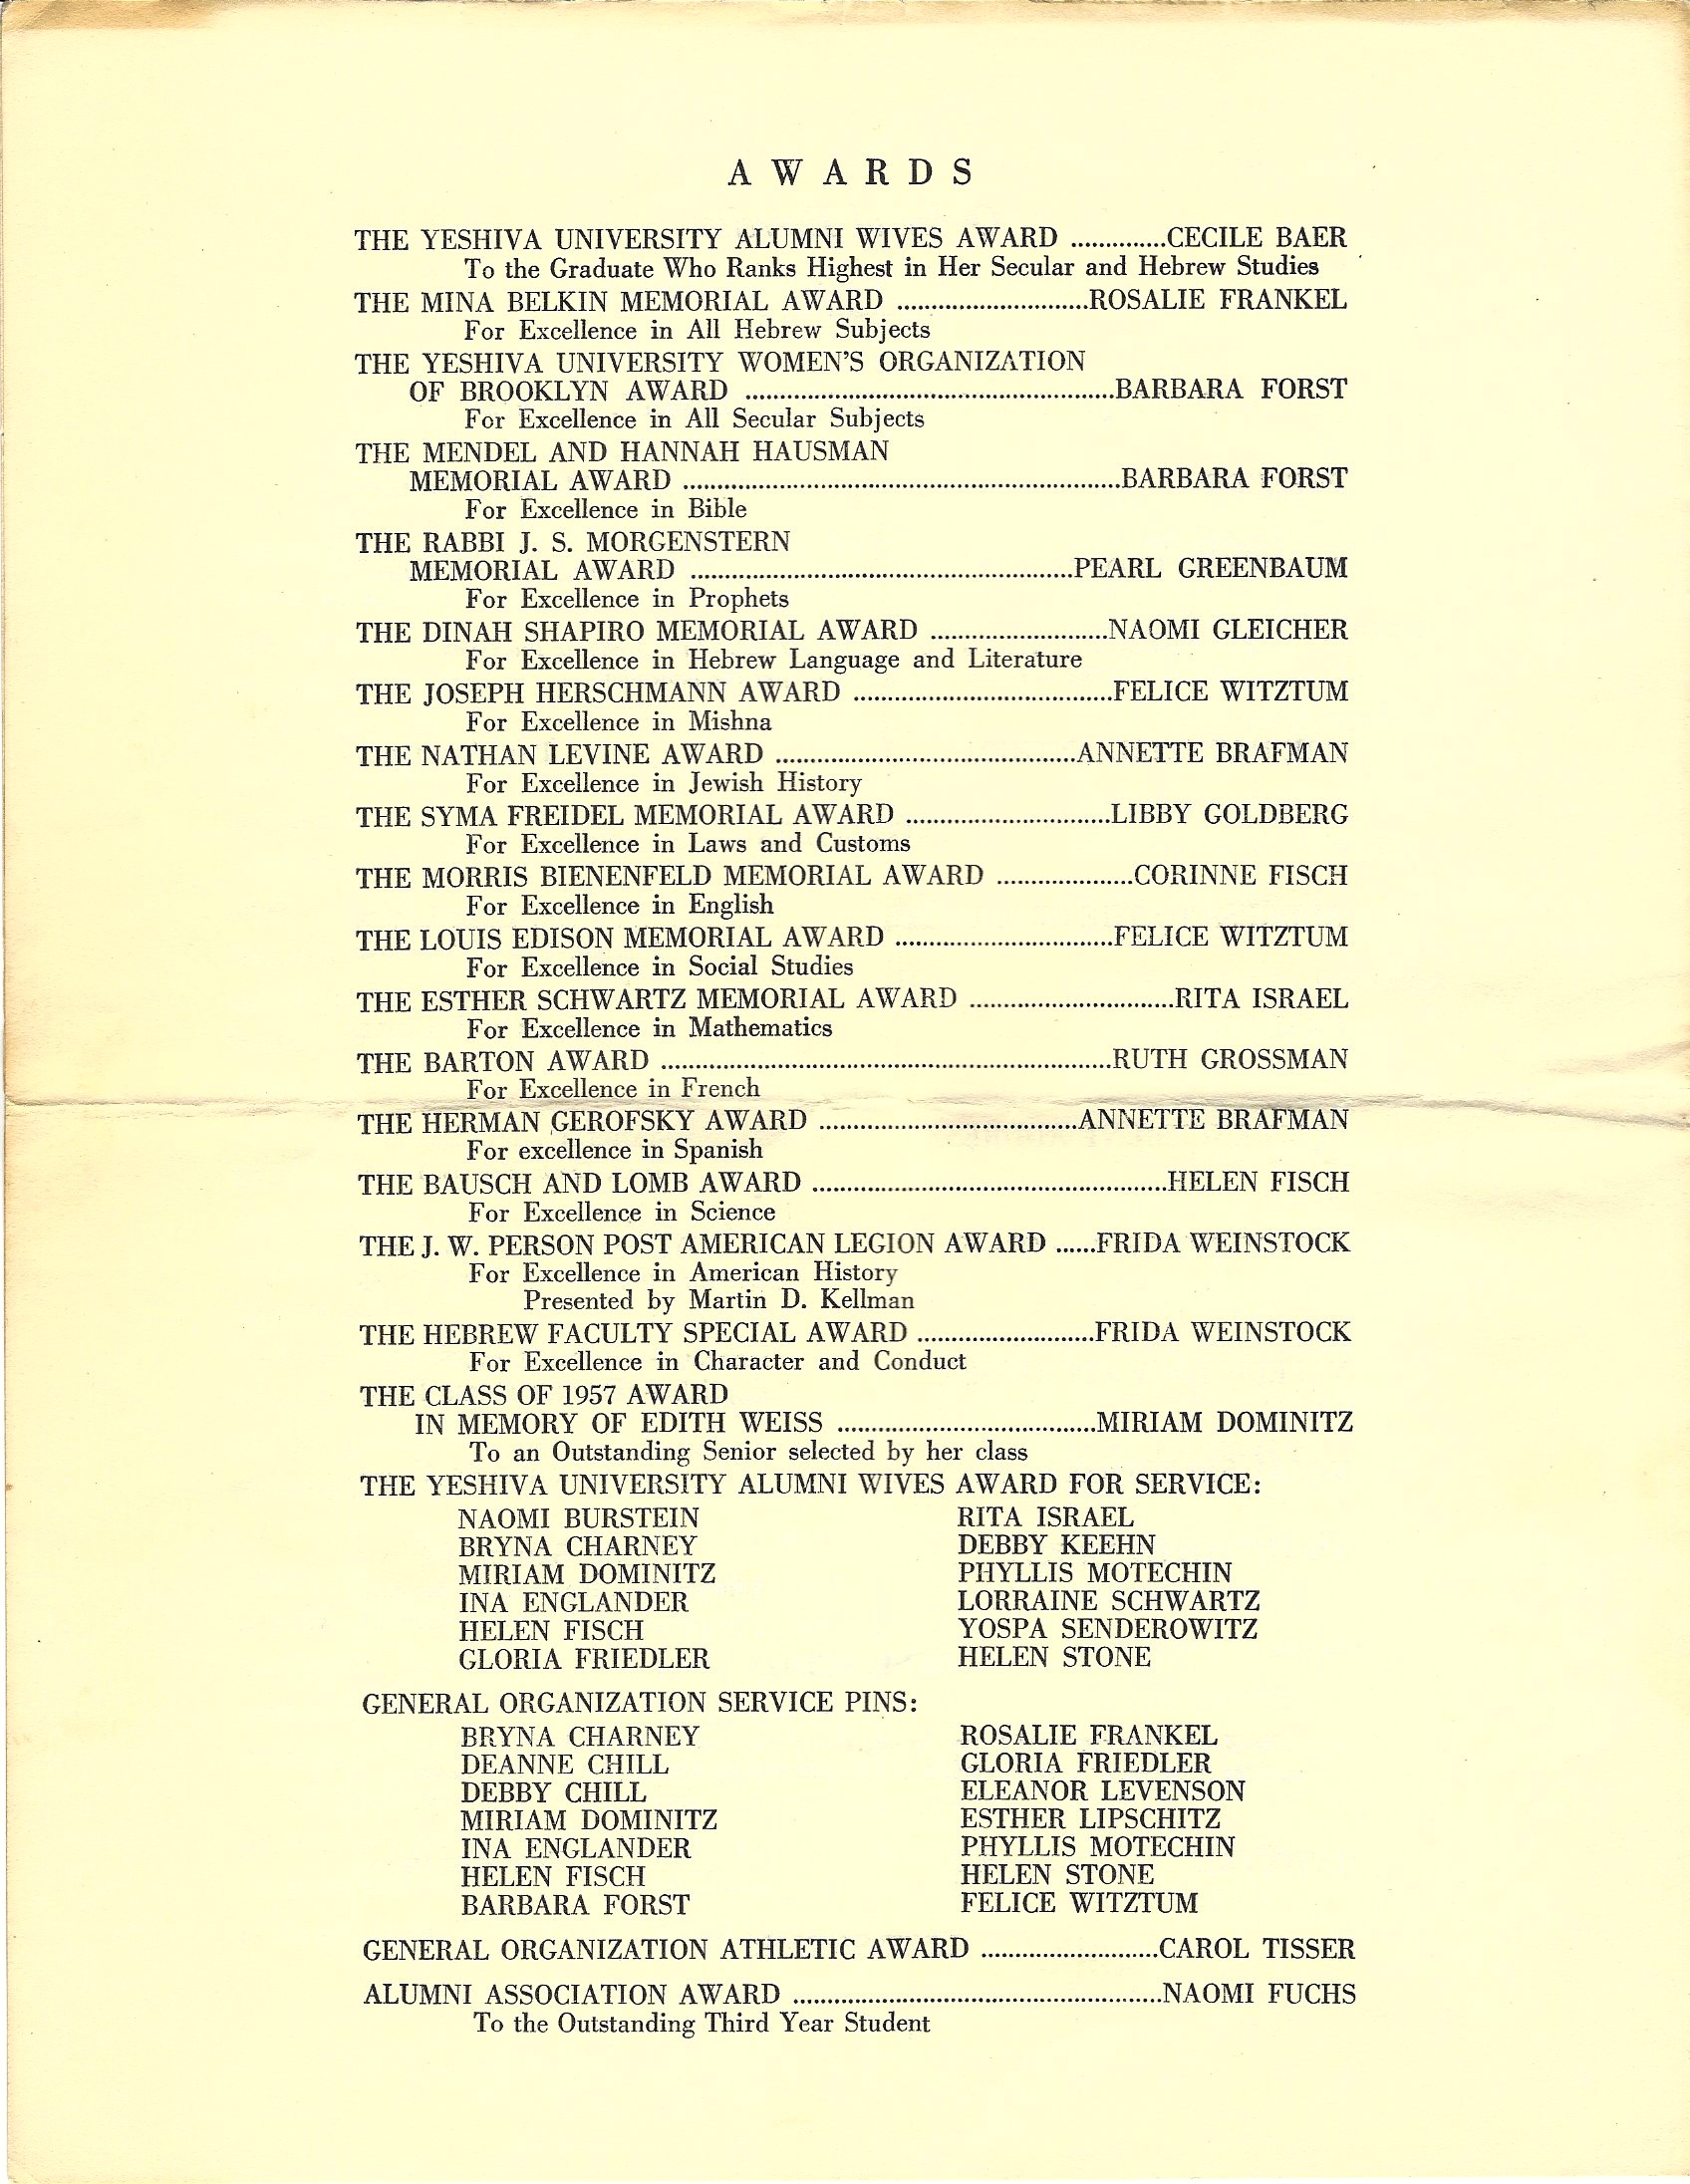 AWARDS
THE YESHIVA UNIVERSITY ALUMNI WIVES AWARD ..............CECILE BAER
To the Graduate Who Ranks Highest in Her Secular and Hebrew Studies
THE MINA BELKIN MEMORIAL AWARD ............................ROSALIE FRANKEL
For Excellence in All Hebrew Subjects
THE YESHIVA UNIVERSITY WOMEN'S ORGANIZATION
OF BROOKLYN AWARD ......................................................BARBARA FORST
For Excellence in All Secular Subjects
THE MENDEL AND HANNAH HAUSMAN
MEMORIAL AWARD ................................................................BARBARA FORST
For Excellence in Bible
THE RABBI J. S. MORGENSTERN
MEMORIAL AWARD ........................................................PEARL GREENBAUM
For Excellence in Prophets
THE DINAH SHAPIRO MEMORIAL AWARD ..........................NAOMI GLEICHER
For Excellence in Hebrew Language and Literature
THE JOSEPH HERSCHMANN AWARD ......................................FELICE WITZTUM
For Excellence in Mishna
THE NATHAN LEVINE AWARD ............................................ANNETTE BRAFMAN
For Excellence in Jewish History
THE SYMA FREIDEL MEMORIAL AWARD ..............................LIBBY GOLDBERG
For Excellence in Laws and Customs
THE MORRIS BIENENFELD MEMORIAL AWARD ....................CORINNE FISCH
For Excellence in English
THE LOUIS EDISON MEMORIAL AWARD ................................FELICE WITZTUM
For Excellence in Social Studies
THE ESTHER SCHWARTZ MEMORIAL AWARD ..............................RITA ISRAEL
For Excellence in Mathematics
THE BARTON AWARD ..................................................................RUTH GROSSMAN
For Excellence in French
THE HERMAN GEROFSKY AWARD ......................................ANNETTE BRAFMAN
For excellence in Spanish
THE BAUSCH AND LOMB AWARD ....................................................HELEN FISCH
For Excellence in Science
THE J. W. PERSON POST AMERICAN LEGION AWARD ......FRIDA WEINSTOCK
For Excellence in American History
Presented by Martin D. Kellman
THE HEBREW FACULTY SPECIAL AWARD ..........................FRIDA WEINSTOCK
For Excellence in Character and Conduct
THE CLASS OF 1957 AWARD
IN MEMORY OF EDITH WEISS ......................................MIRIAM DOMINITZ
To an Outstanding Senior selected by her class
THE YESHIVA UNIVERSITY ALUMNI WIVES AWARD FOR SERVICE:
NAOMI BURSTEIN
BRYNA CHARNEY
MIRIAM DOMINITZ
INA ENGLANDER
HELEN FISCH
GLORIA FRIEDLER
RITA ISRAEL
DEBBY KEEHN
PHYLLIS MOTECHIN
LORRAINE SCHWARTZ
YOSPA SENDEROWITZ
HELEN STONE
GENERAL ORGANIZATION SERVICE PINS:
BRYNA CHARNEY
DEANNE CHILL
DEBBY CHILL
MIRIAM DOMINITZ
INA ENGLANDER
HELEN FISCH
BARBARA FORST
ROSALIE FRANKEL
GLORIA FRIEDLER
ELEANOR LEVENSON
ESTHER LIPSCHITZ
PHYLLIS MOTECHIN
HELEN STONE
FELICE WITZTUM
GENERAL ORGANIZATION ATHLETIC AWARD ..........................CAROL TISSER
ALUMNI ASSOCIATION AWARD ......................................................NAOMI FUCHS
To the Outstanding Third Year Student